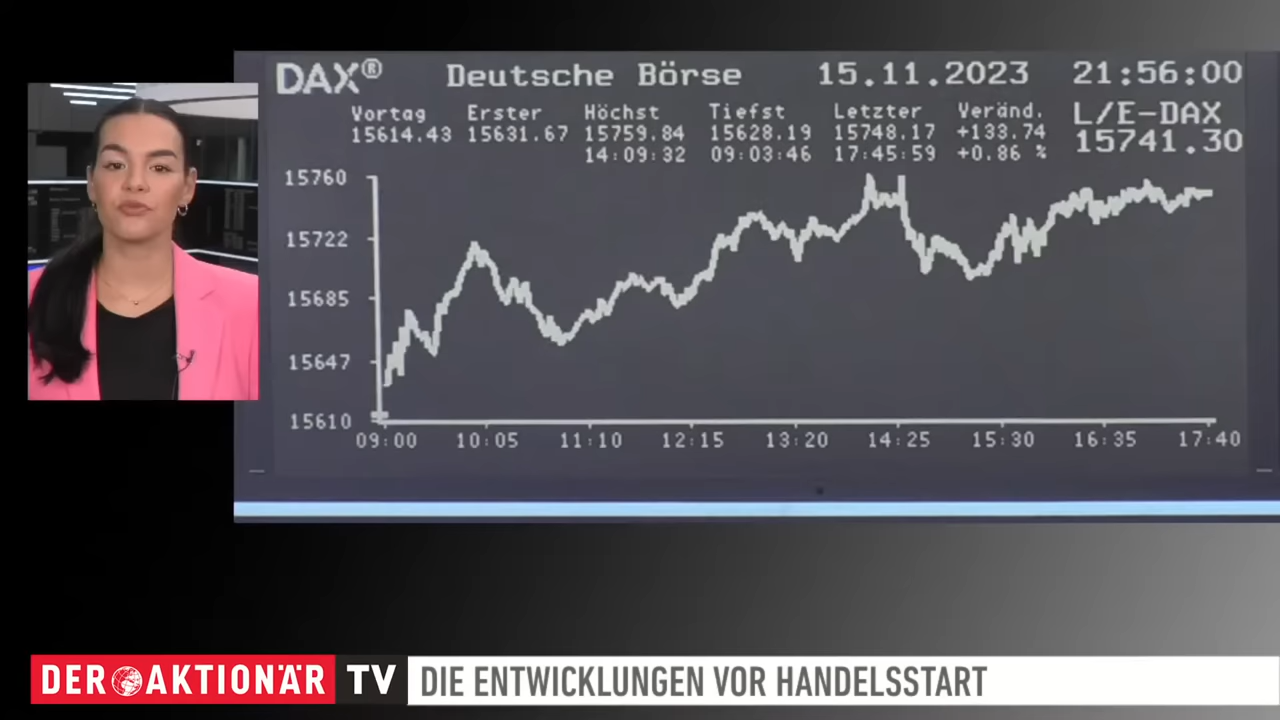 DAX® Deutsche Börse 15.11.2023 21:56:00
Vortag Erster Höchst Tiefst Letzter Veränd. L/E-DAX
15614.43 15631.67 15759.84 15628.19 15748.17 +133.74 15741.30
14:09:32 09:03:46 17:45:59 +0.86 %
15760
15722
15685
15647
15610
09:00 10:05 11:10 12:15 13:20 14:25 15:30 16:35 17:40
DER AKTIONÄR TV DIE ENTWICKLUNGEN VOR HANDELSSTART